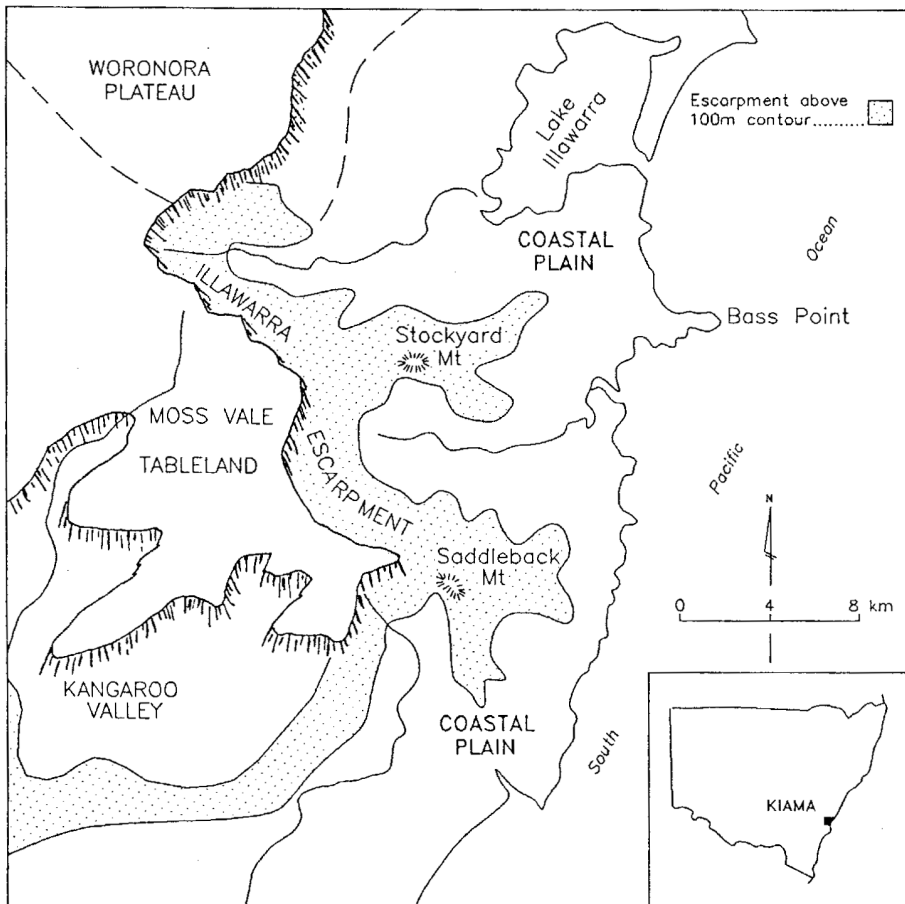 WORONORA
PLATEAU
Lake
Illawarra
Escarpment above
100m contour..........
COASTAL
PLAIN
Ocean
ILLAWARRA
Bass Point
Stockyard
Mt
MOSS VALE
TABLELAND
ESCARPMENT
Pacific
N
Saddleback
Mt
0 4 8 km
KANGAROO
VALLEY
COASTAL
PLAIN
South
KIAMA